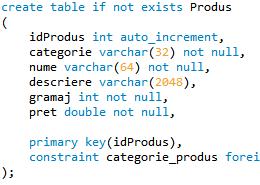 create table if not exists Produs
(
idProdus int auto_increment,
categorie varchar(32) not null,
nume varchar(64) not null,
descriere varchar(2048),
gramaj int not null,
pret double not null,
primary key(idProdus),
constraint categorie_produs forei
);